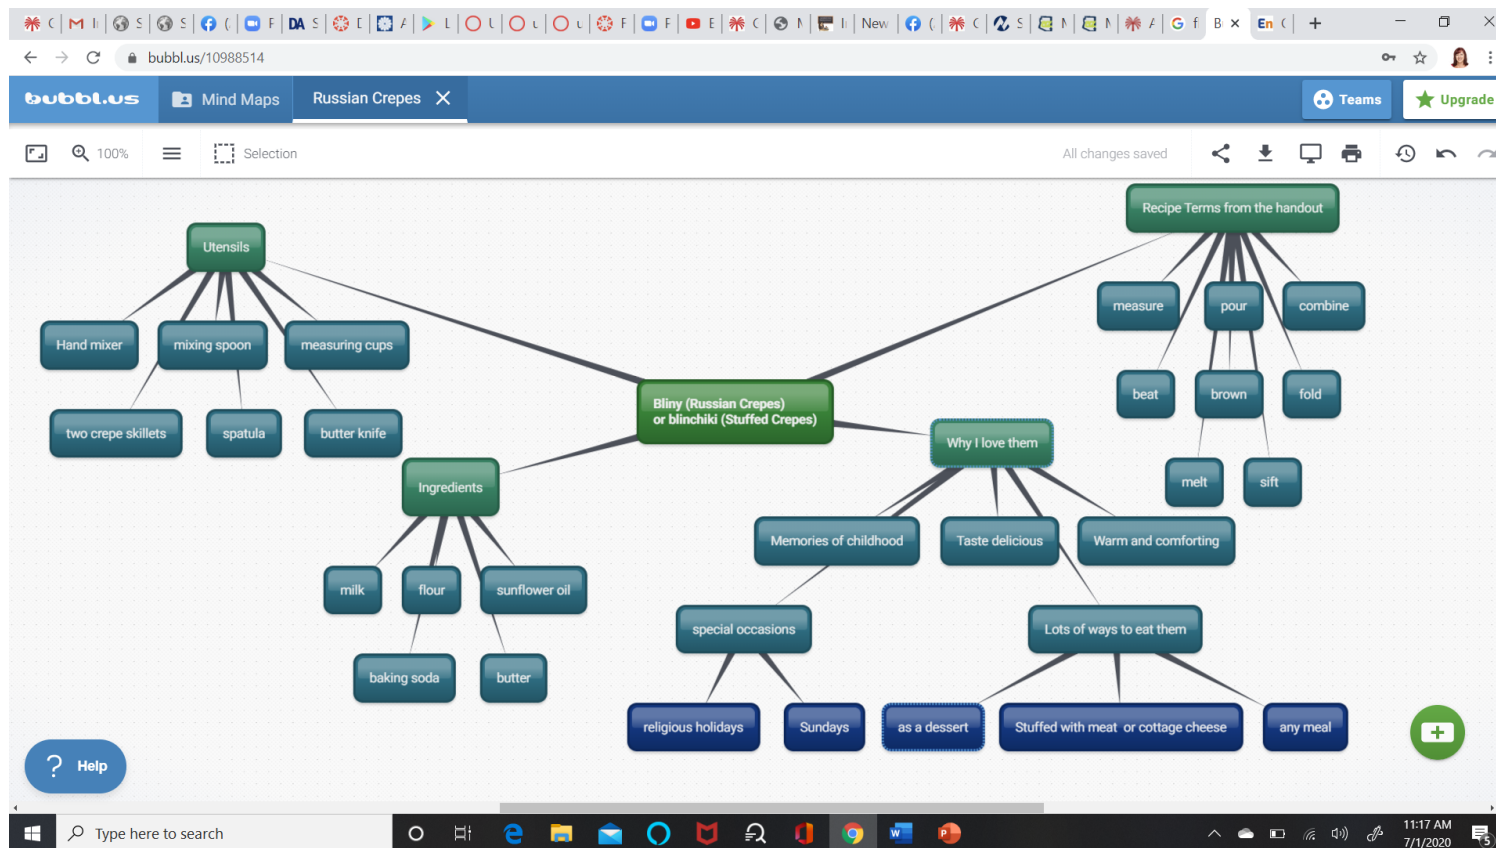 bubbl.us/10988514
bubbl.us
Mind Maps
Russian Crepes
Teams
Upgrade
100%
Selection
All changes saved
Recipe Terms from the handout
measure
pour
combine
beat
brown
fold
melt
sift
Utensils
Hand mixer
mixing spoon
measuring cups
two crepe skillets
spatula
butter knife
Bliny (Russian Crepes)
or blinchiki (Stuffed Crepes)
Why I love them
Ingredients
milk
flour
sunflower oil
baking soda
butter
Memories of childhood
Taste delicious
Warm and comforting
special occasions
Lots of ways to eat them
religious holidays
Sundays
as a dessert
Stuffed with meat or cottage cheese
any meal
Help
Type here to search
11:17 AM
7/1/2020